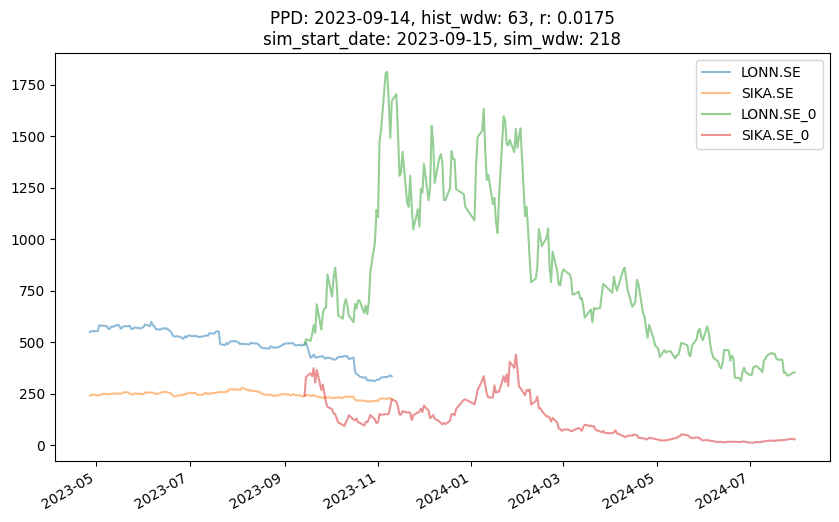 PPD: 2023-09-14, hist_wdw: 63, r: 0.0175
sim_start_date: 2023-09-15, sim_wdw: 218
LONN.SE
SIKA.SE
LONN.SE_0
SIKA.SE_0
1750
1500
1250
1000
750
500
250
0
2023-05
2023-07
2023-09
2023-11
2024-01
2024-03
2024-05
2024-07